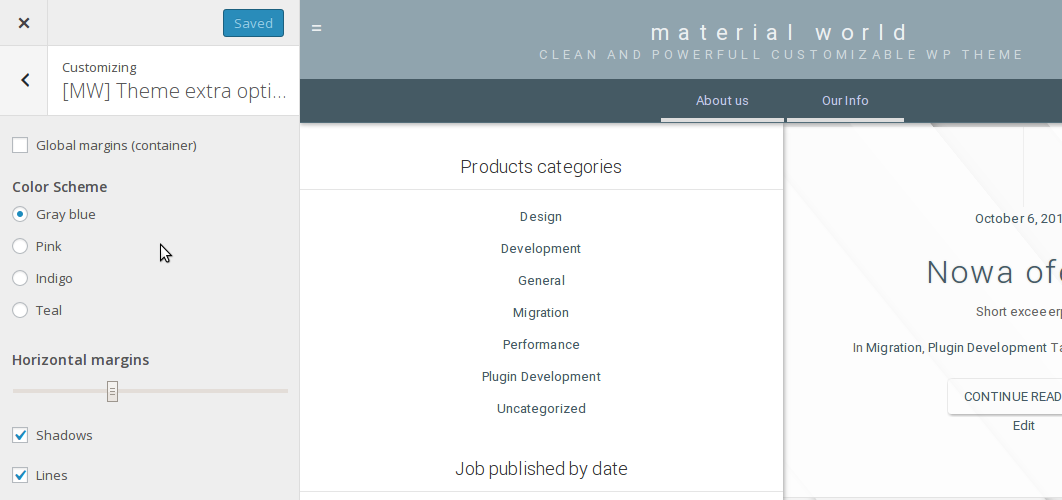 Saved
Customizing
[MW] Theme extra opti...
Global margins (container)
Color Scheme
Gray blue
Pink
Indigo
Teal
Horizontal margins
Shadows
Lines
material world
CLEAN AND POWERFULL CUSTOMIZABLE WP THEME
About us
Our Info
Products categories
Design
Development
General
Migration
Performance
Plugin Development
Uncategorized
Job published by date
October 6, 201
Nowa ofe
Short exceeerp
In Migration, Plugin Development Ta
CONTINUE READ
Edit